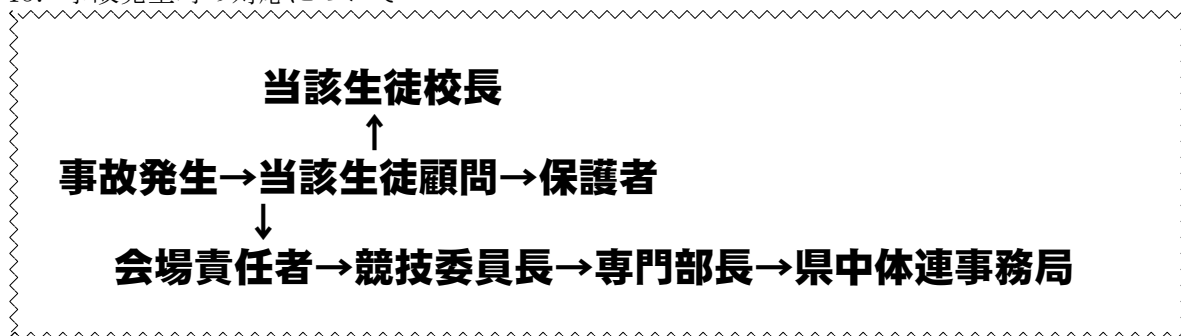 当該生徒校長
↑
事故発生→当該生徒顧問→保護者
↓
会場責任者→競技委員長→専門部長→県中体連事務局